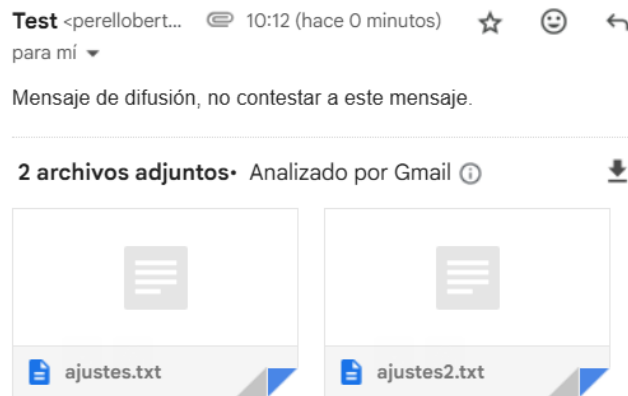 Test <perellobert... 10:12 (hace 0 minutos)
para mí
Mensaje de difusión, no contestar a este mensaje.
2 archivos adjuntos• Analizado por Gmail
ajustes.txt
ajustes2.txt